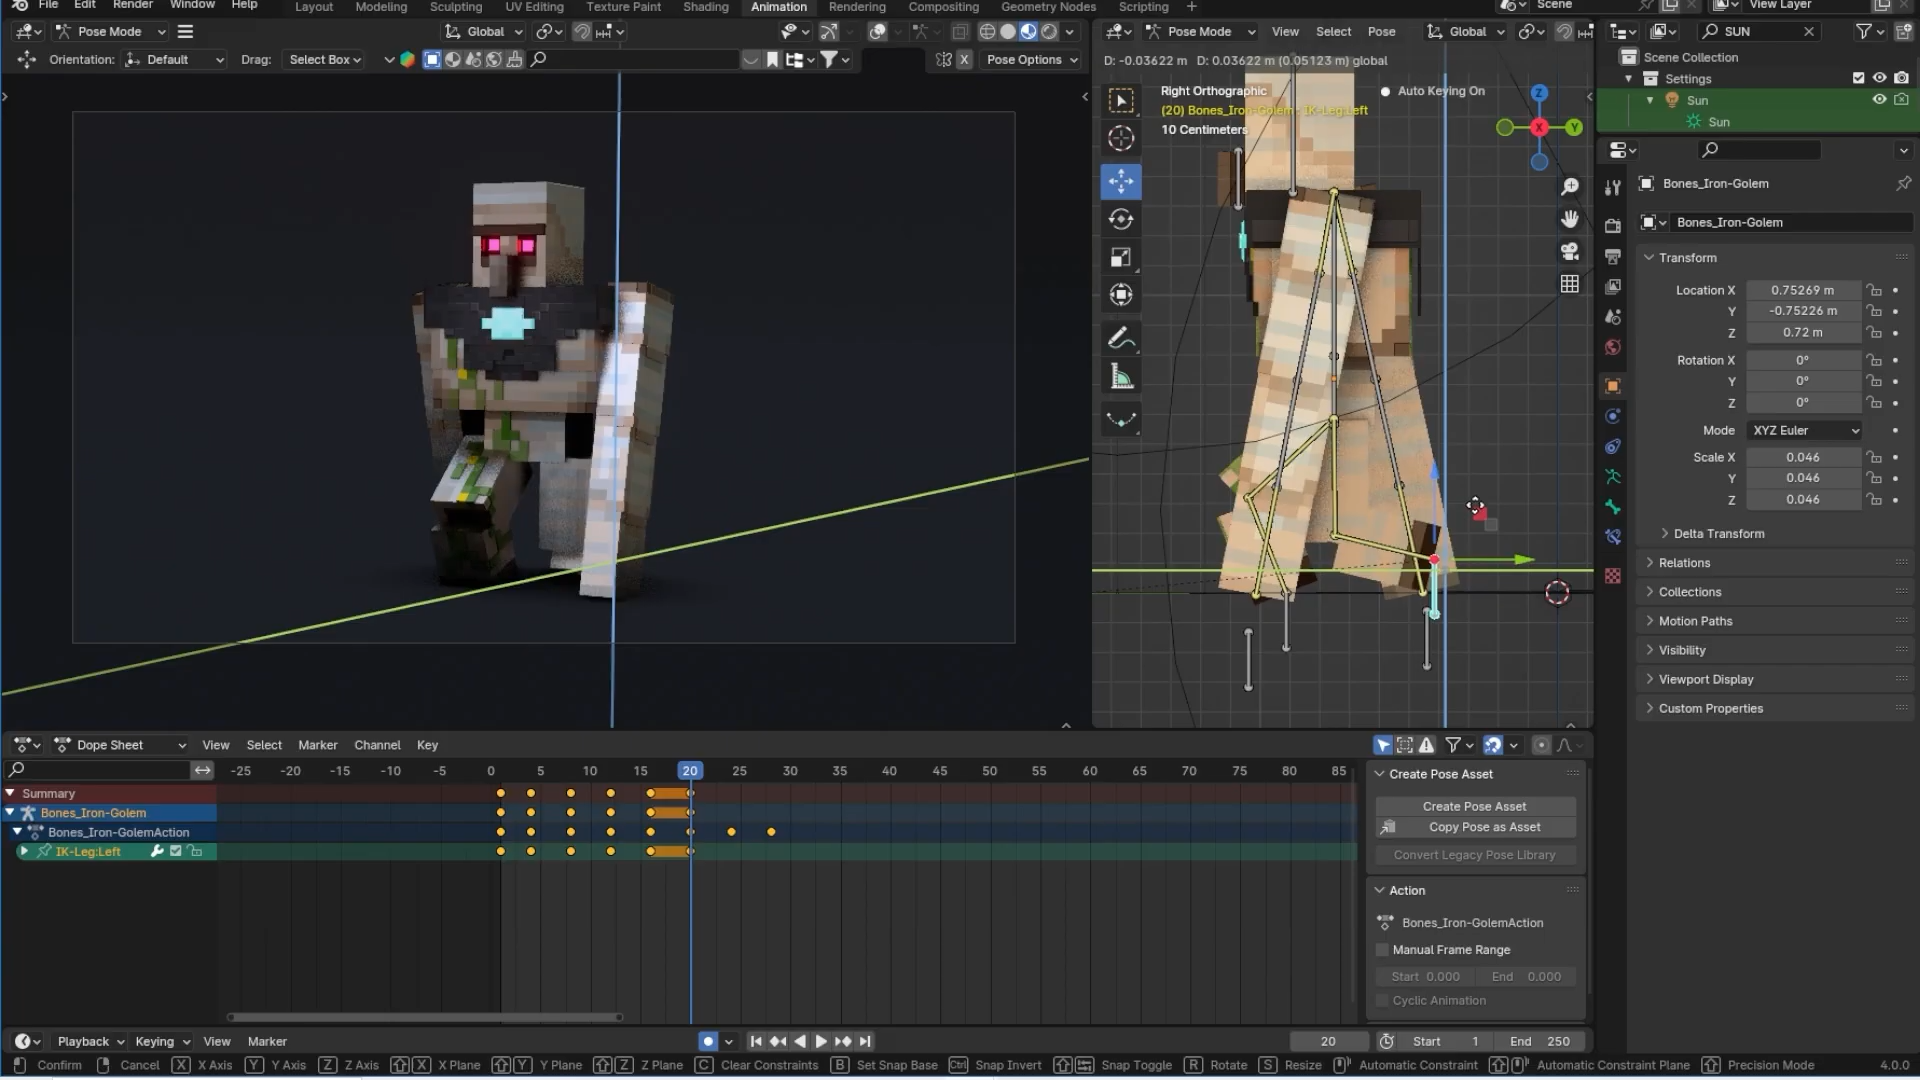 File Edit Render Window Help Layout Modeling Sculpting UV Editing Texture Paint Shading Animation Rendering Compositing Geometry Nodes Scripting + Scene View Layer
Pose Mode Global
Pose Mode View Select Pose Global
SUN
Orientation: Default Drag: Select Box X Pose Options
D: -0.03622 m D: 0.03622 m (0.05123 m) global
Right Orthographic
(20) Bones_Iron-Golem : IK-Leg:Left
10 Centimeters
Auto Keying On
Z
X
Y
Scene Collection
Settings
Sun
Sun
Bones_Iron-Golem
Bones_Iron-Golem
Transform
Location X 0.75269 m
Y -0.75226 m
Z 0.72 m
Rotation X 0°
Y 0°
Z 0°
Mode XYZ Euler
Scale X 0.046
Y 0.046
Z 0.046
Delta Transform
Relations
Collections
Motion Paths
Visibility
Viewport Display
Custom Properties
Dope Sheet View Select Marker Channel Key
-25 -20 -15 -10 -5 0 5 10 15 20 25 30 35 40 45 50 55 60 65 70 75 80 85
Summary
Bones_Iron-Golem
Bones_Iron-GolemAction
IK-Leg:Left
Create Pose Asset
Create Pose Asset
Copy Pose as Asset
Convert Legacy Pose Library
Action
Bones_Iron-GolemAction
Manual Frame Range
Start 0.000 End 0.000
Cyclic Animation
Playback Keying View Marker 20 Start 1 End 250
Confirm Cancel X X Axis Y Y Axis Z Z Axis X X Plane Y Y Plane Z Z Plane C Clear Constraints B Set Snap Base Ctrl Snap Invert Snap Toggle R Rotate S Resize Automatic Constraint Automatic Constraint Plane Precision Mode 4.0.0